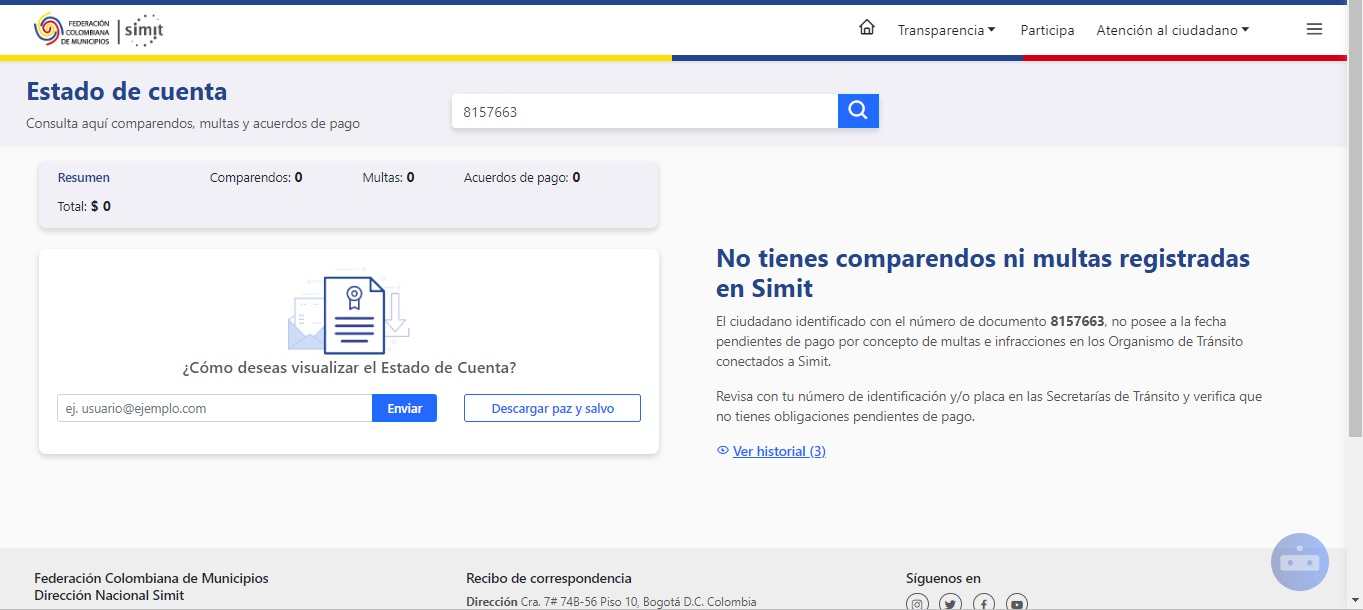 FEDERACIÓN
COLOMBIANA
DE MUNICIPIOS
simit
Transparencia
Participa
Atención al ciudadano
Estado de cuenta
Consulta aquí comparendos, multas y acuerdos de pago
8157663
Resumen
Comparendos: 0
Multas: 0
Acuerdos de pago: 0
Total: $ 0
¿Cómo deseas visualizar el Estado de Cuenta?
ej. usuario@ejemplo.com
Enviar
Descargar paz y salvo
No tienes comparendos ni multas registradas
en Simit
El ciudadano identificado con el número de documento 8157663, no posee a la fecha
pendientes de pago por concepto de multas e infracciones en los Organismo de Tránsito
conectados a Simit.
Revisa con tu número de identificación y/o placa en las Secretarías de Tránsito y verifica que
no tienes obligaciones pendientes de pago.
Ver historial (3)
Federación Colombiana de Municipios
Dirección Nacional Simit
Recibo de correspondencia
Dirección Cra. 7# 74B-56 Piso 10, Bogotá D.C. Colombia
Síguenos en